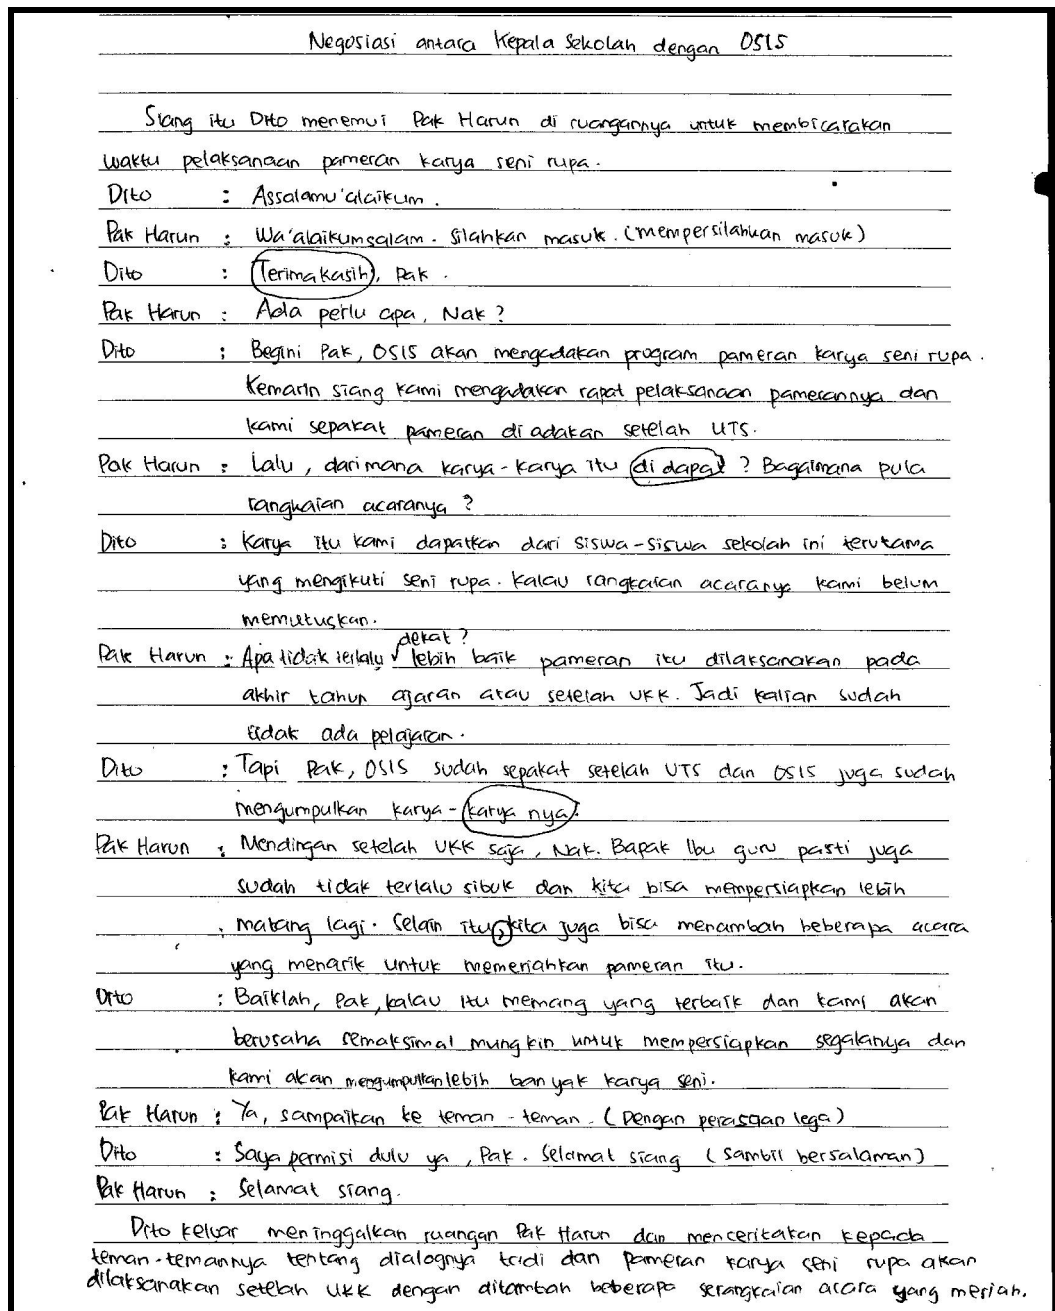 Negosiasi antara Kepala Sekolah dengan OSIS
Siang itu Dito menemui Pak Harun di ruangannya untuk membicarakan
waktu pelaksanaan pameran karya seni rupa.
Dito : Assalamu'alaikum.
Pak Harun : Wa'alaikumsalam. Silahkan masuk. (mempersilahkan masuk)
Dito : Terimakasih, Pak.
Pak Harun : Ada perlu apa, Nak?
Dito : Begini Pak, OSIS akan mengadakan program pameran karya seni rupa.
Kemarin siang kami mengadakan rapat pelaksanaan pamerannya dan
kami sepakat pameran di adakan setelah UTS.
Pak Harun : Lalu, darimana karya-karya itu di dapat? Bagaimana pula
rangkaian acaranya?
Dito : Karya itu kami dapatkan dari siswa-siswa sekolah ini terutama
yang mengikuti seni rupa. Kalau rangkaian acaranya kami belum
memutuskan.
dekat?
Pak Harun : Apa tidak terlalu lebih baik pameran itu dilaksanakan pada
akhir tahun ajaran atau setelah UKK. Jadi kalian sudah
tidak ada pelajaran.
Dito : Tapi Pak, OSIS sudah sepakat setelah UTS dan OSIS juga sudah
mengumpulkan karya-karya nya.
Pak Harun : Mendingan setelah UKK saja, Nak. Bapak Ibu guru pasti juga
sudah tidak terlalu sibuk dan kita bisa mempersiapkan lebih
matang lagi. Selain itu, kita juga bisa menambah beberapa acara
yang menarik untuk memeriahkan pameran itu.
Dito : Baiklah, Pak, kalau itu memang yang terbaik dan kami akan
berusaha semaksimal mungkin untuk mempersiapkan segalanya dan
kami akan mengumpulkan lebih banyak karya seni.
Pak Harun : Ya, sampaikan ke teman-teman. (Dengan perasaan lega)
Dito : Saya permisi dulu ya, Pak. Selamat siang (sambil bersalaman)
Pak Harun : Selamat siang.
Dito keluar meninggalkan ruangan Pak Harun dan menceritakan kepada
teman-temannya tentang dialognya tadi dan pameran karya seni rupa akan
dilaksanakan setelah UKK dengan ditambah beberapa serangkaian acara yang meriah.